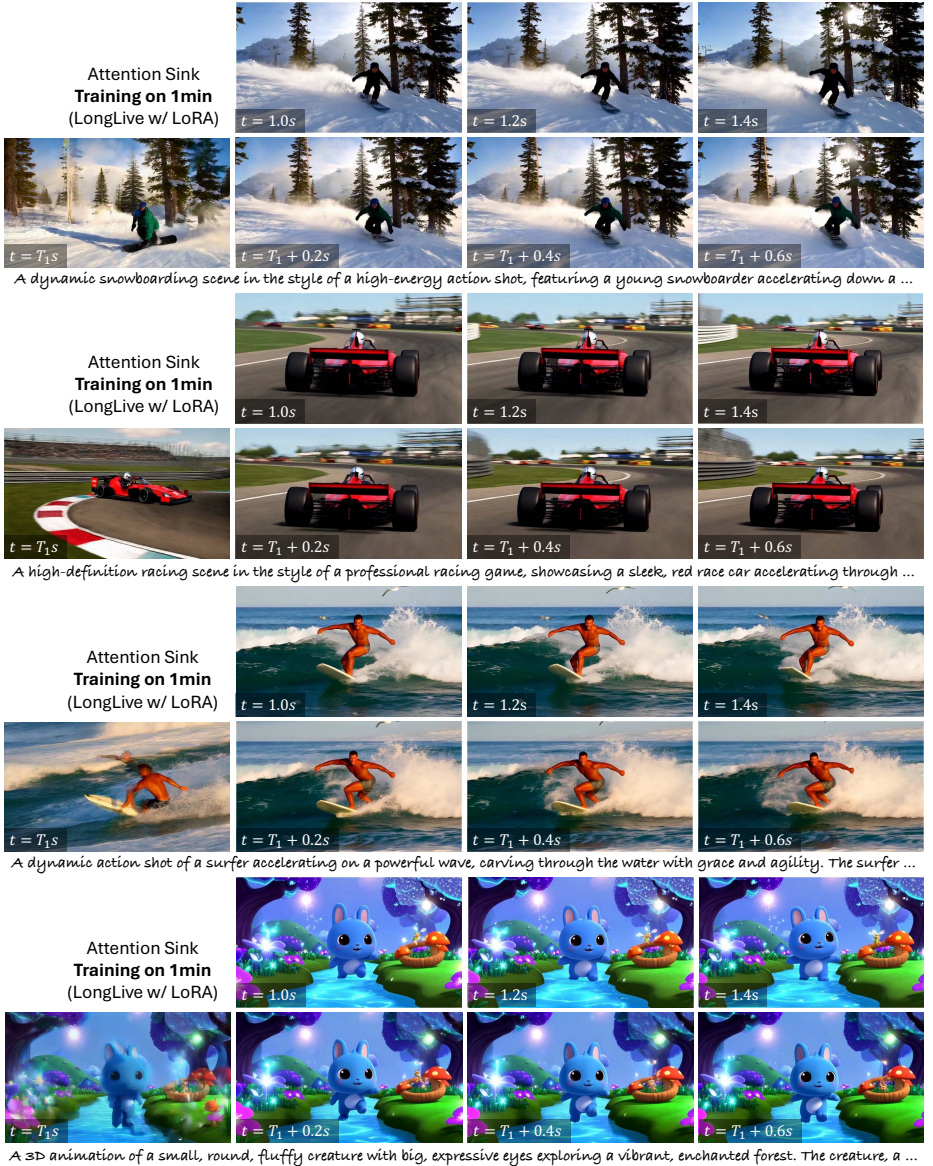 Attention Sink
Training on 1min
(LongLive w/ LoRA)
t = 1.0s
t = 1.2s
t = 1.4s
t = T₁s
t = T₁ + 0.2s
t = T₁ + 0.4s
t = T₁ + 0.6s
A dynamic snowboarding scene in the style of a high-energy action shot, featuring a young snowboarder accelerating down a ...
Attention Sink
Training on 1min
(LongLive w/ LoRA)
t = 1.0s
t = 1.2s
t = 1.4s
t = T₁s
t = T₁ + 0.2s
t = T₁ + 0.4s
t = T₁ + 0.6s
A high-definition racing scene in the style of a professional racing game, showcasing a sleek, red race car accelerating through ...
Attention Sink
Training on 1min
(LongLive w/ LoRA)
t = 1.0s
t = 1.2s
t = 1.4s
t = T₁s
t = T₁ + 0.2s
t = T₁ + 0.4s
t = T₁ + 0.6s
A dynamic action shot of a surfer accelerating on a powerful wave, carving through the water with grace and agility. The surfer ...
Attention Sink
Training on 1min
(LongLive w/ LoRA)
t = 1.0s
t = 1.2s
t = 1.4s
t = T₁s
t = T₁ + 0.2s
t = T₁ + 0.4s
t = T₁ + 0.6s
A 3D animation of a small, round, fluffy creature with big, expressive eyes exploring a vibrant, enchanted forest. The creature, a ...